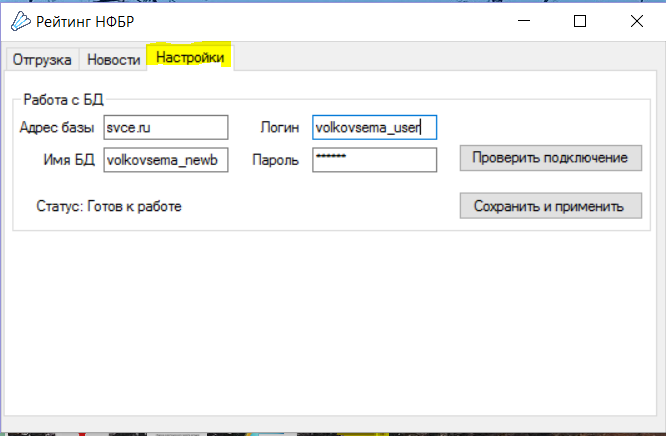 Рейтинг НФБР
Отгрузка Новости Настройки
Работа с БД
Адрес базы svce.ru Логин volkovsema_user
Имя БД volkovsema_newb Пароль ****** Проверить подключение
Статус: Готов к работе Сохранить и применить